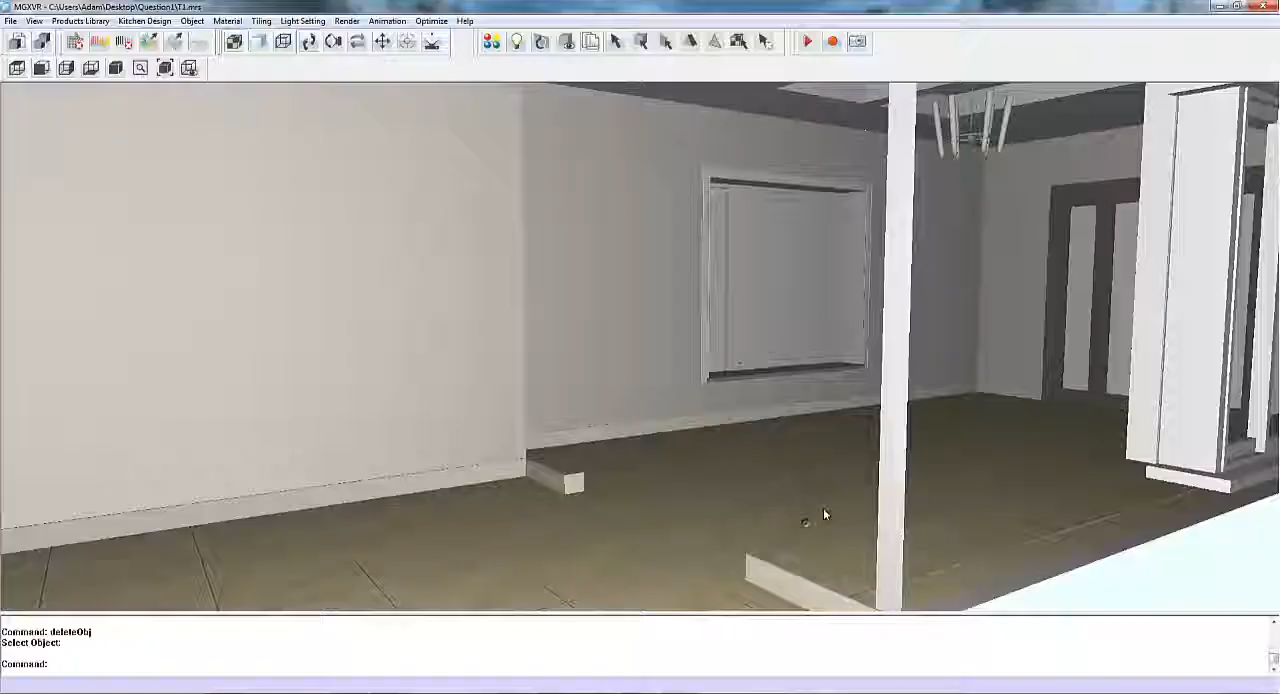 MGXVR - C:\Users\Adam\Desktop\Question1\T1.mrs
File View Products Library Kitchen Design Object Material Tiling Light Setting Render Animation Optimize Help
Command: deleteObj
Select Object:
Command: